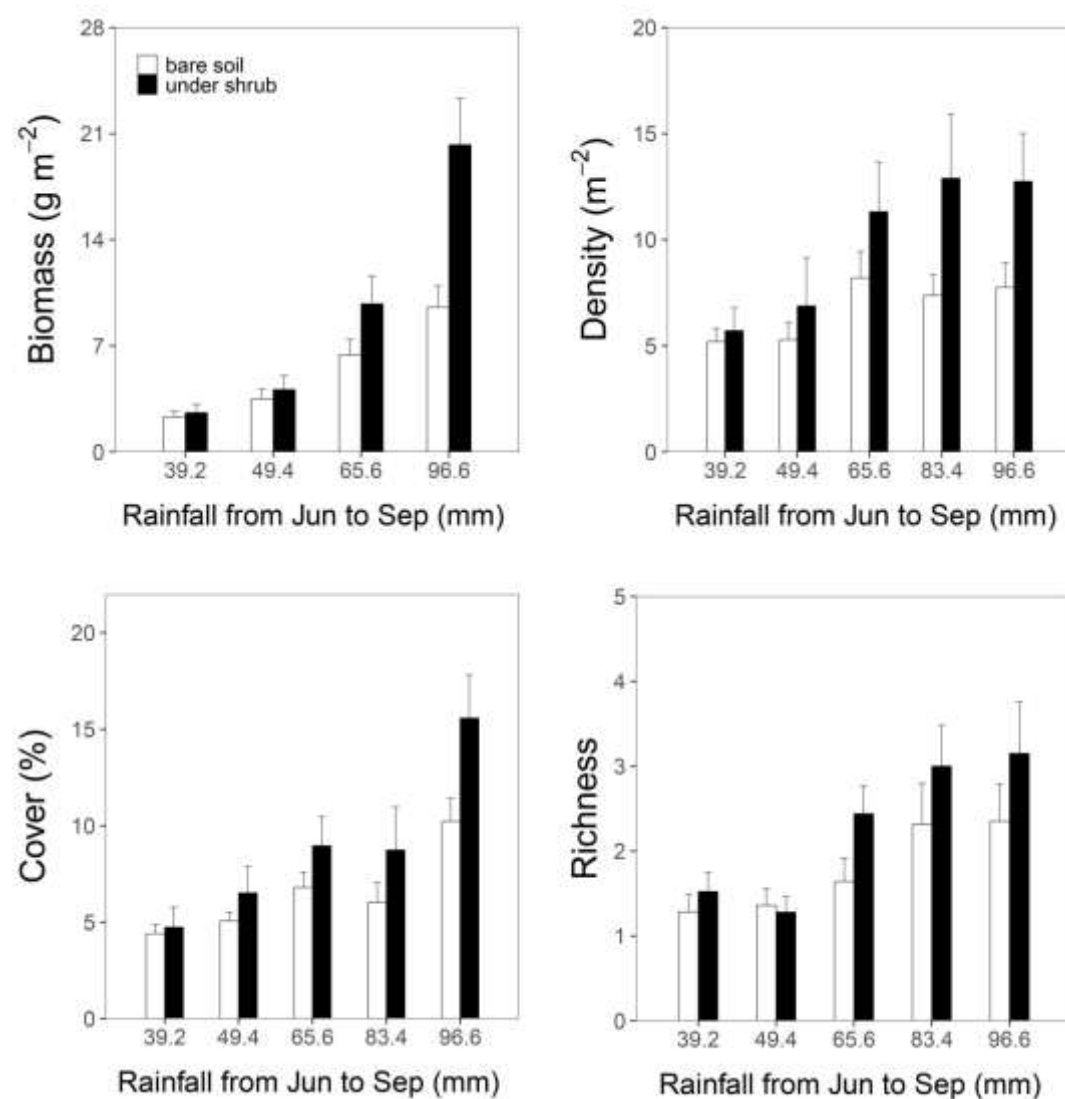 28
21
14
7
0
Biomass (g m⁻²)
bare soil
under shrub
39.2 49.4 65.6 96.6
Rainfall from Jun to Sep (mm)
20
15
10
5
0
Density (m⁻²)
39.2 49.4 65.6 83.4 96.6
Rainfall from Jun to Sep (mm)
20
15
10
5
0
Cover (%)
39.2 49.4 65.6 83.4 96.6
Rainfall from Jun to Sep (mm)
5
4
3
2
1
0
Richness
39.2 49.4 65.6 83.4 96.6
Rainfall from Jun to Sep (mm)